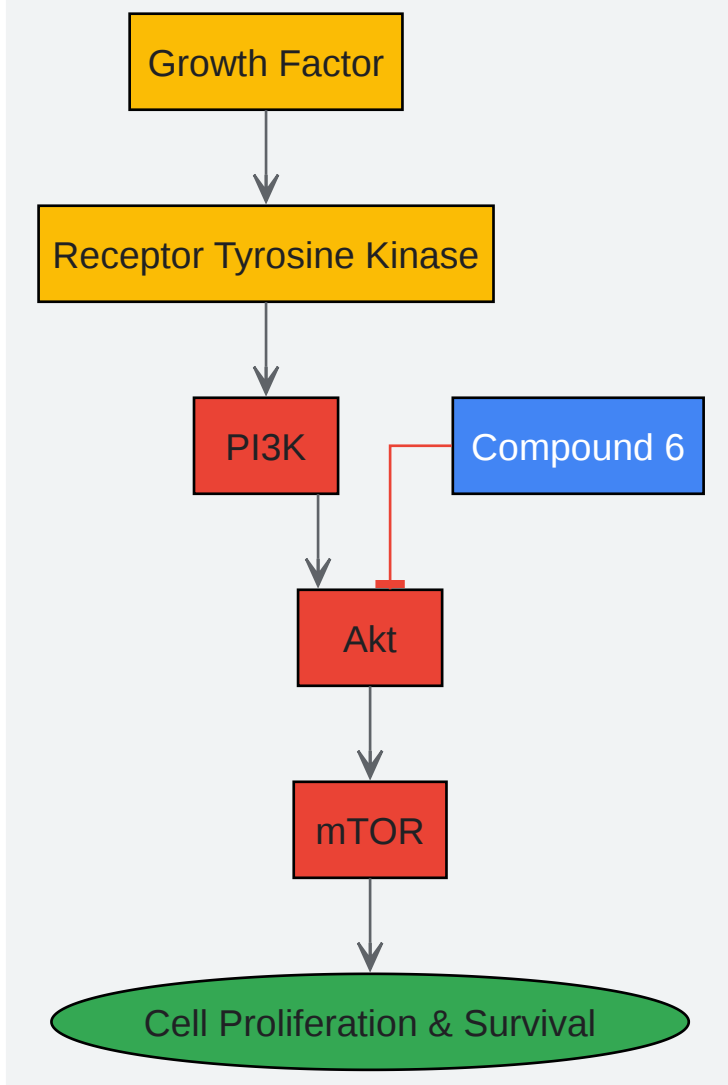 Growth Factor
Receptor Tyrosine Kinase
PI3K
Compound 6
Akt
mTOR
Cell Proliferation & Survival